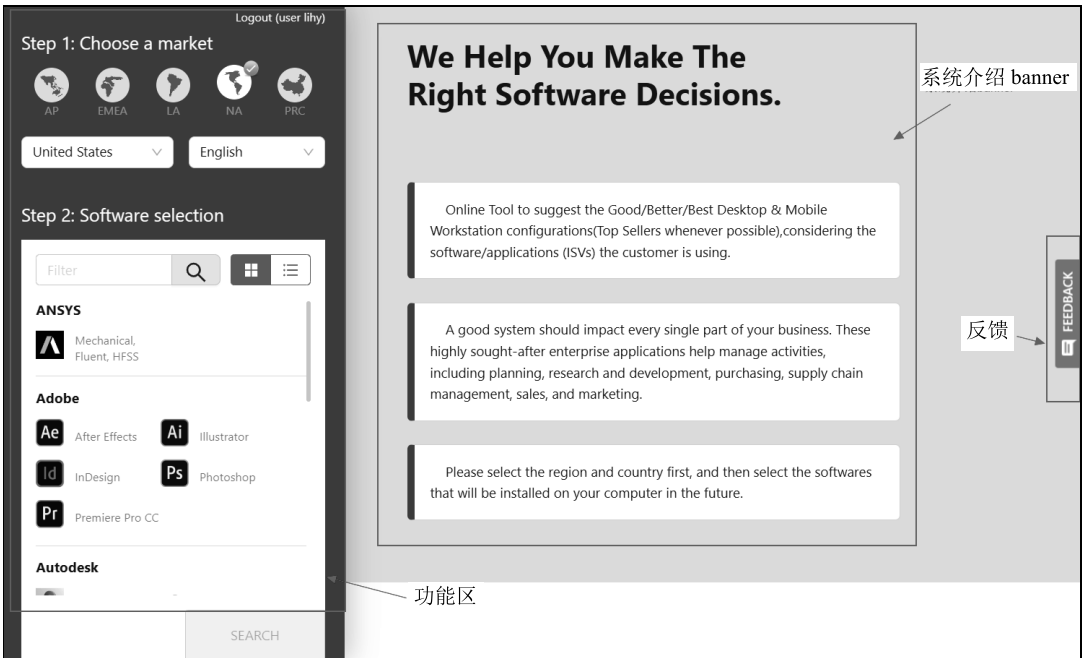 Logout (user lihy)
Step 1: Choose a market
AP
EMEA
LA
NA
PRC
United States
English
Step 2: Software selection
Filter
ANSYS
Mechanical,
Fluent, HFSS
Adobe
Ae
After Effects
Ai
Illustrator
Id
InDesign
Ps
Photoshop
Pr
Premiere Pro CC
Autodesk
SEARCH
We Help You Make The
Right Software Decisions.
Online Tool to suggest the Good/Better/Best Desktop & Mobile
Workstation configurations(Top Sellers whenever possible),considering the
software/applications (ISVs) the customer is using.
A good system should impact every single part of your business. These
highly sought-after enterprise applications help manage activities,
including planning, research and development, purchasing, supply chain
management, sales, and marketing.
Please select the region and country first, and then select the softwares
that will be installed on your computer in the future.
系统介绍 banner
反馈
FEEDBACK
功能区